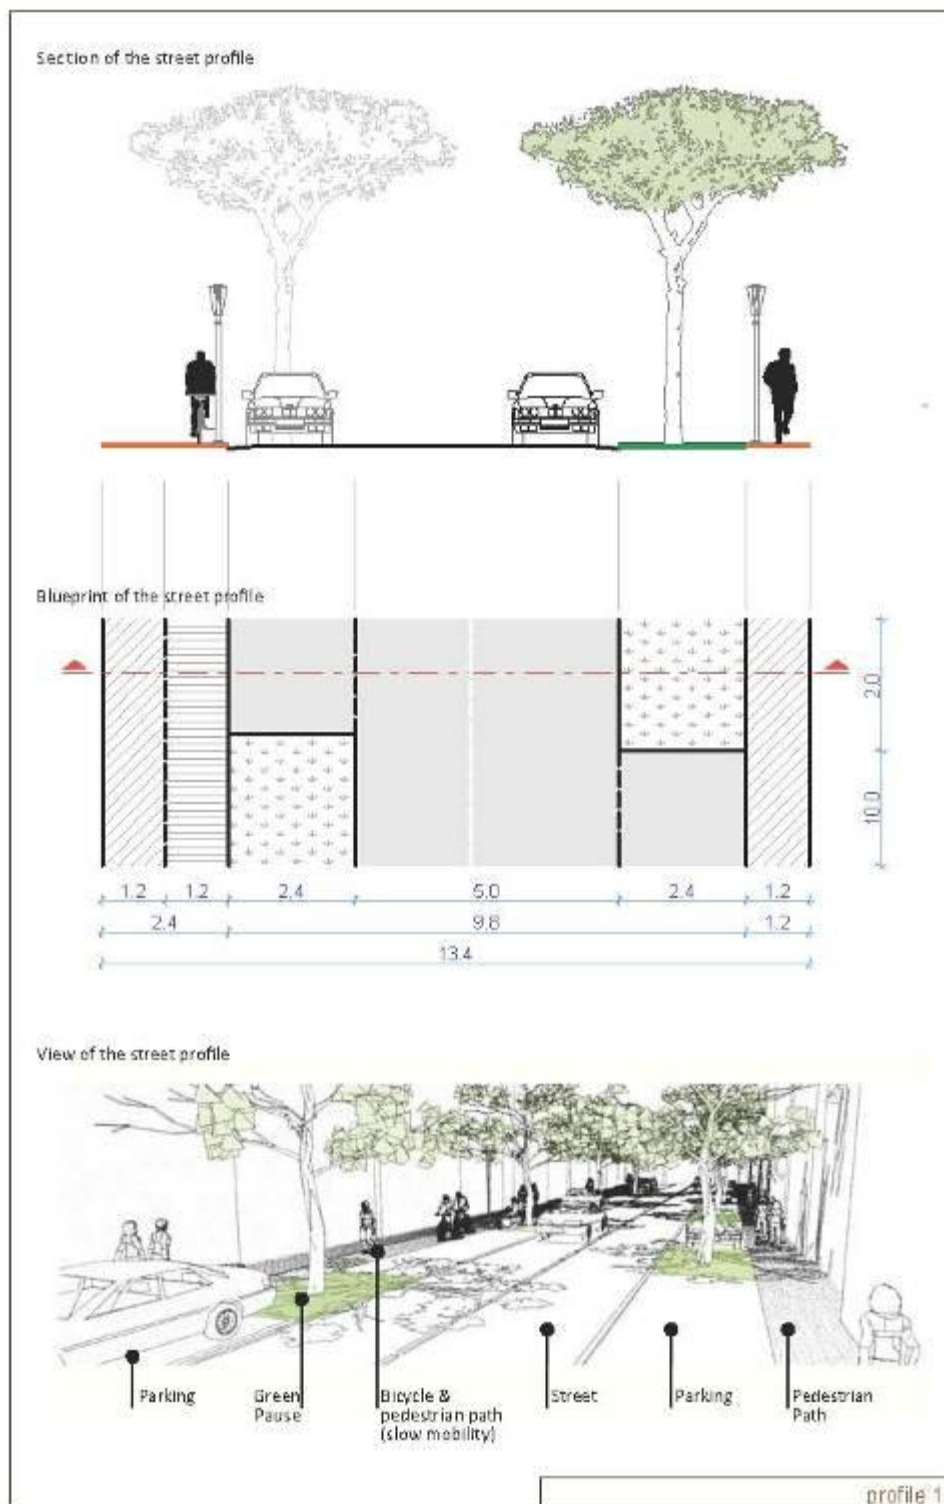 Section of the street profile
Blueprint of the street profile
2.0
10.0
1.2 1.2 2.4 5.0 2.4 1.2
2.4 9.8 1.2
13.4
View of the street profile
Parking
Green
Pause
Bicycle &
pedestrian path
(slow mobility)
Street
Parking
Pedestrian
Path
profile 1